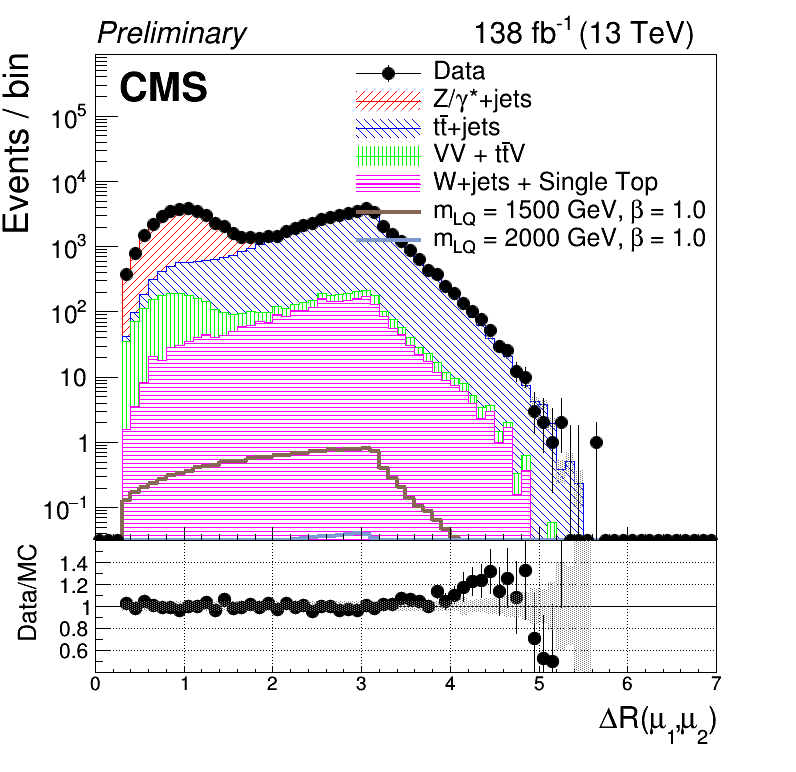 Preliminary 138 fb⁻¹ (13 TeV)
CMS
Events / bin
Data
Z/γ*+jets
tt̄+jets
VV + tt̄V
W+jets + Single Top
m_LQ = 1500 GeV, β = 1.0
m_LQ = 2000 GeV, β = 1.0
10⁵
10⁴
10³
10²
10
1
10⁻¹
Data/MC
1.4
1.2
1
0.8
0.6
0 1 2 3 4 5 6 7
ΔR(μ₁,μ₂)